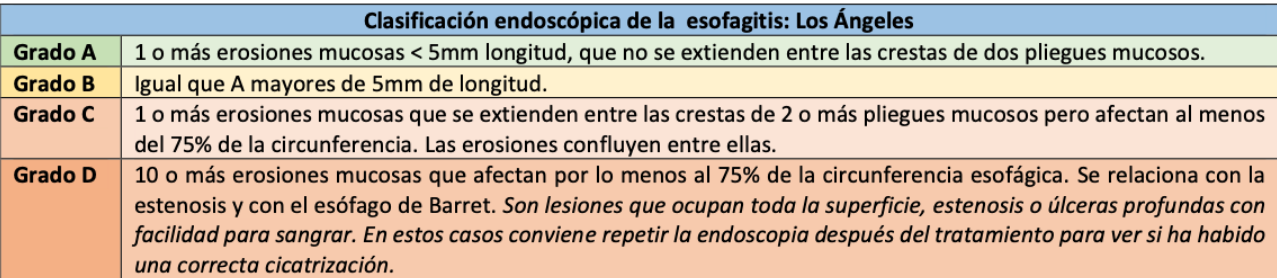 Clasificación endoscópica de la  esofagitis: Los Ángeles
Grado A 1 o más erosiones mucosas < 5mm longitud, que no se extienden entre las crestas de dos pliegues mucosos.
Grado B Igual que A mayores de 5mm de longitud.
Grado C 1 o más erosiones mucosas que se extienden entre las crestas de 2 o más pliegues mucosos pero afectan al menos
del 75% de la circunferencia. Las erosiones confluyen entre ellas.
Grado D 10 o más erosiones mucosas que afectan por lo menos al 75% de la circunferencia esofágica. Se relaciona con la
estenosis y con el esófago de Barret. Son lesiones que ocupan toda la superficie, estenosis o úlceras profundas con
facilidad para sangrar. En estos casos conviene repetir la endoscopia después del tratamiento para ver si ha habido
una correcta cicatrización.